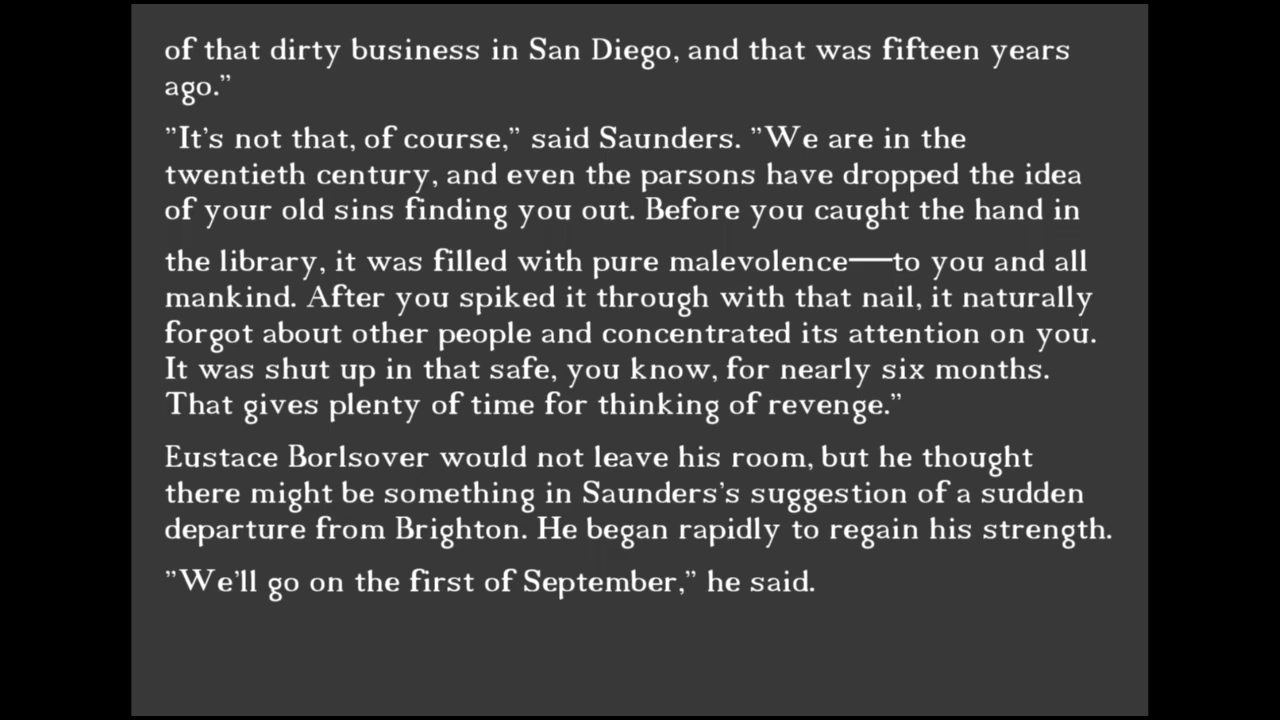 of that dirty business in San Diego, and that was fifteen years
ago.”
”It’s not that, of course,” said Saunders. ”We are in the
twentieth century, and even the parsons have dropped the idea
of your old sins finding you out. Before you caught the hand in
the library, it was filled with pure malevolence—to you and all
mankind. After you spiked it through with that nail, it naturally
forgot about other people and concentrated its attention on you.
It was shut up in that safe, you know, for nearly six months.
That gives plenty of time for thinking of revenge.”
Eustace Borlsover would not leave his room, but he thought
there might be something in Saunders’s suggestion of a sudden
departure from Brighton. He began rapidly to regain his strength.
”We’ll go on the first of September,” he said.